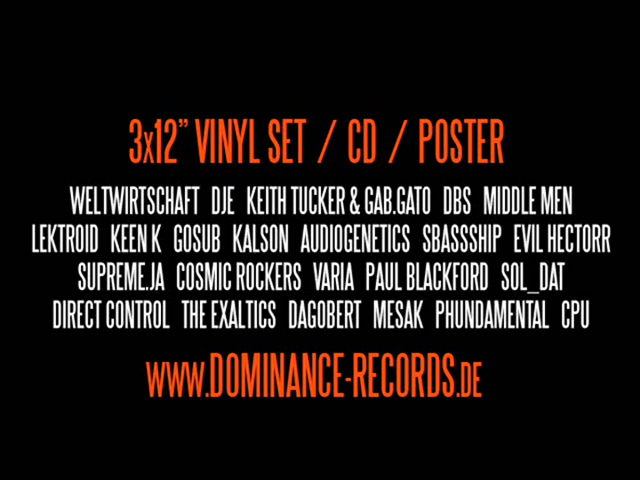 3x12” VINYL SET / CD / POSTER
WELTWIRTSCHAFT DJE KEITH TUCKER & GAB.GATO DBS MIDDLE MEN
LEKTROID KEEN K GOSUB KALSON AUDIOGENETICS SBASSSHIP EVIL HECTORR
SUPREME.JA COSMIC ROCKERS VARIA PAUL BLACKFORD SOL_DAT
DIRECT CONTROL THE EXALTICS DAGOBERT MESAK PHUNDAMENTAL CPU
WWW.DOMINANCE-RECORDS.DE